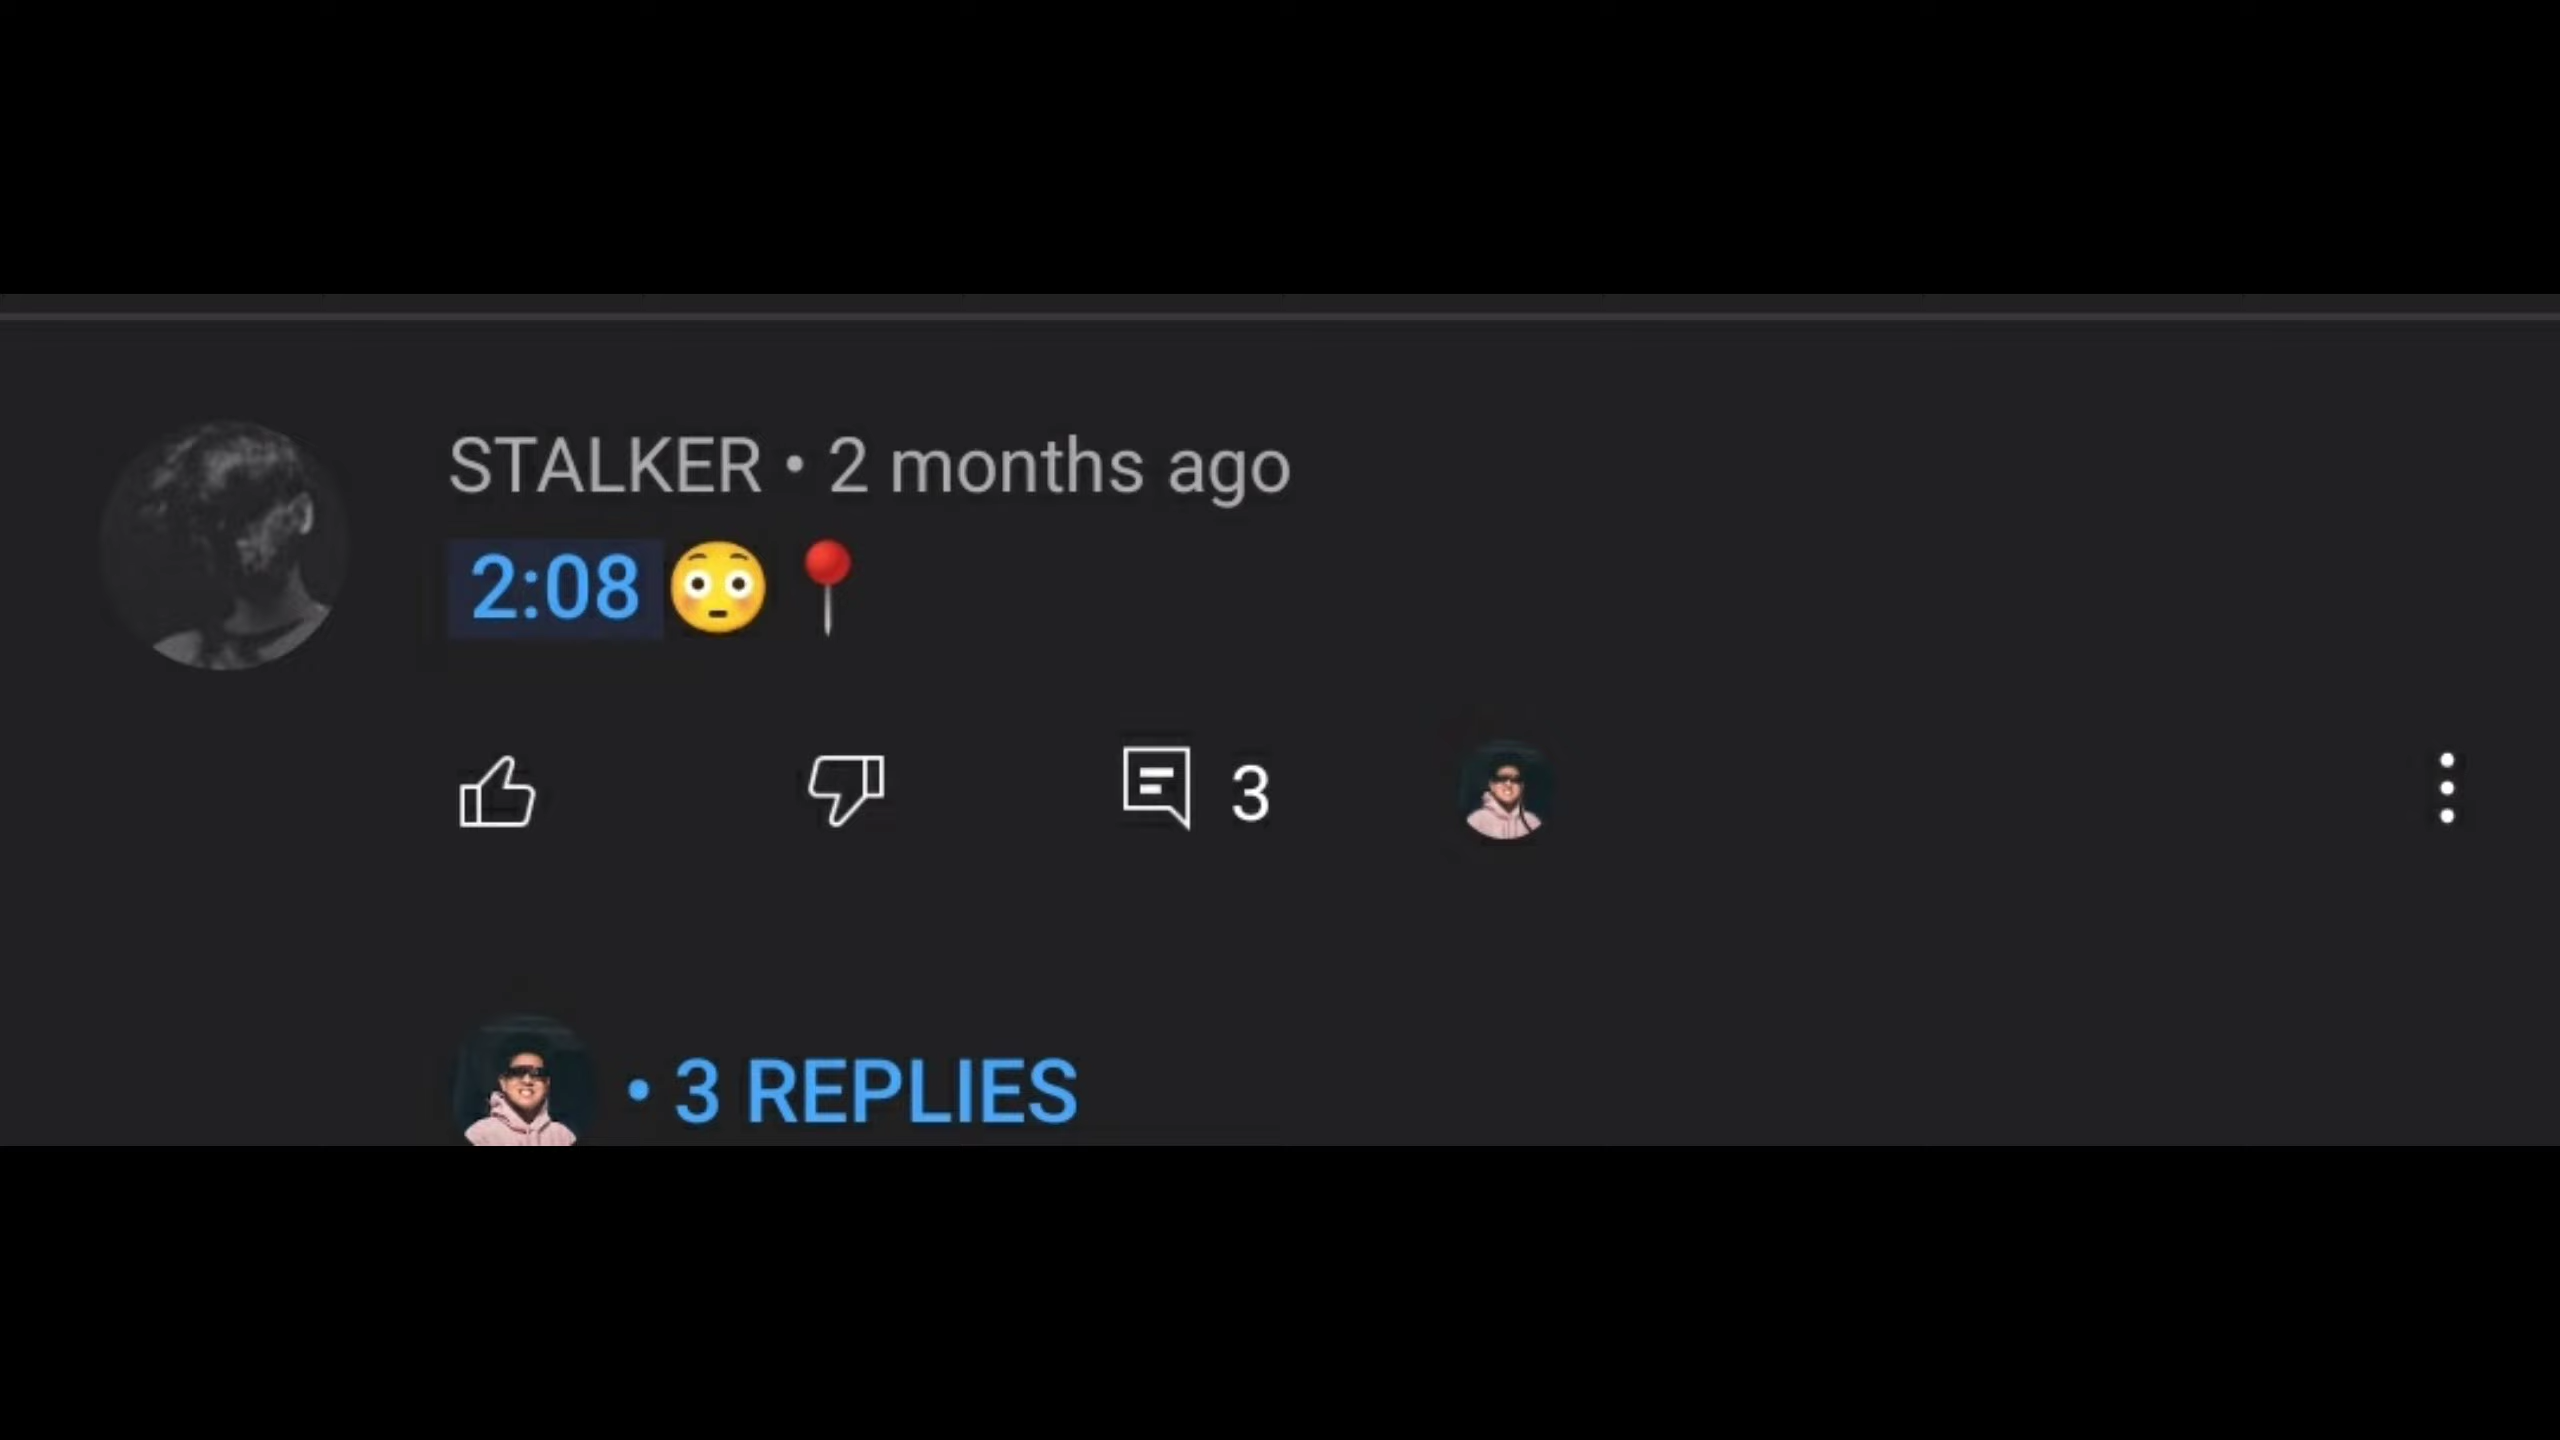 STALKER • 2 months ago
2:08 😳 📍
3
• 3 REPLIES